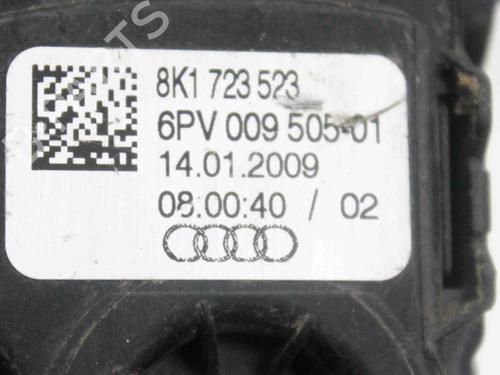 8K1 723 523
6PV 009 505-01
14.01.2009
08:00:40 / 02